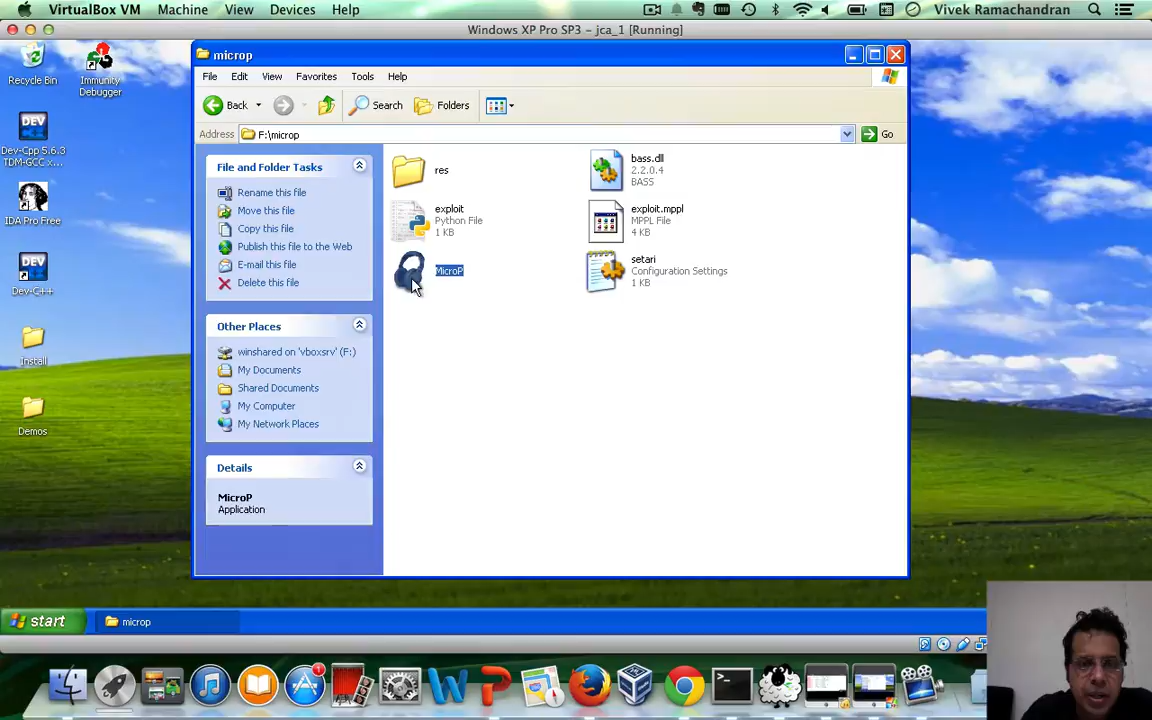 VirtualBox VM Machine View Devices Help Vivek Ramachandran
Windows XP Pro SP3 - jca_1 [Running]
Recycle Bin
Immunity
Debugger
Dev-Cpp 5.6.3
TDM-GCC x...
IDA Pro Free
Dev-C++
Install
Demos
microp
File Edit View Favorites Tools Help
Back Search Folders
Address F:\microp Go
File and Folder Tasks
Rename this file
Move this file
Copy this file
Publish this file to the Web
E-mail this file
Delete this file
Other Places
winshared on 'vboxsrv' (F:)
My Documents
Shared Documents
My Computer
My Network Places
Details
MicroP
Application
res
bass.dll
2.2.0.4
BASS
exploit
Python File
1 KB
exploit.mppl
MPPL File
4 KB
MicroP
setari
Configuration Settings
1 KB
start microp
1